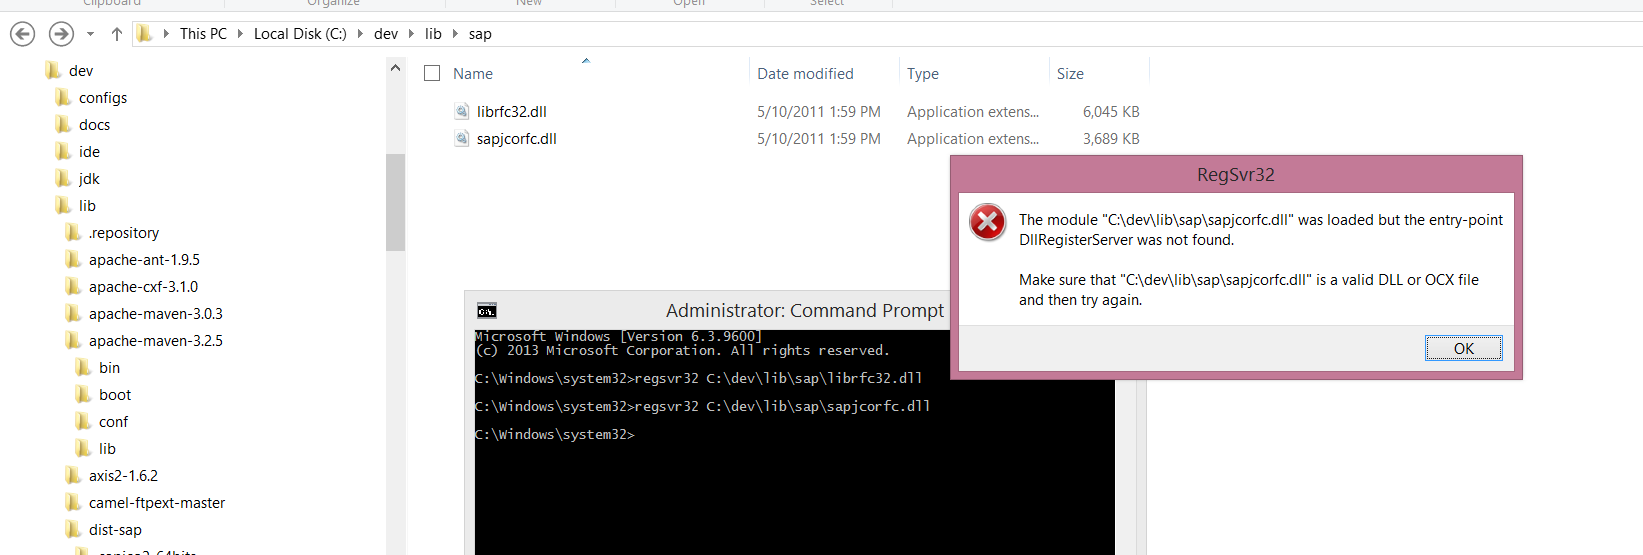 Clipboard
Organize
New
Open
Select
This PC
Local Disk (C:)
dev
lib
sap
dev
configs
docs
ide
jdk
lib
.repository
apache-ant-1.9.5
apache-cxf-3.1.0
apache-maven-3.0.3
apache-maven-3.2.5
bin
boot
conf
lib
axis2-1.6.2
camel-ftpext-master
dist-sap
Name Date modified Type Size
librfc32.dll 5/10/2011 1:59 PM Application extens... 6,045 KB
sapjcorfc.dll 5/10/2011 1:59 PM Application extens... 3,689 KB
RegSvr32
The module "C:\dev\lib\sap\sapjcorfc.dll" was loaded but the entry-point
DllRegisterServer was not found.
Make sure that "C:\dev\lib\sap\sapjcorfc.dll" is a valid DLL or OCX file
and then try again.
OK
Administrator: Command Prompt
Microsoft Windows [Version 6.3.9600]
(c) 2013 Microsoft Corporation. All rights reserved.
C:\Windows\system32>regsvr32 C:\dev\lib\sap\librfc32.dll
C:\Windows\system32>regsvr32 C:\dev\lib\sap\sapjcorfc.dll
C:\Windows\system32>